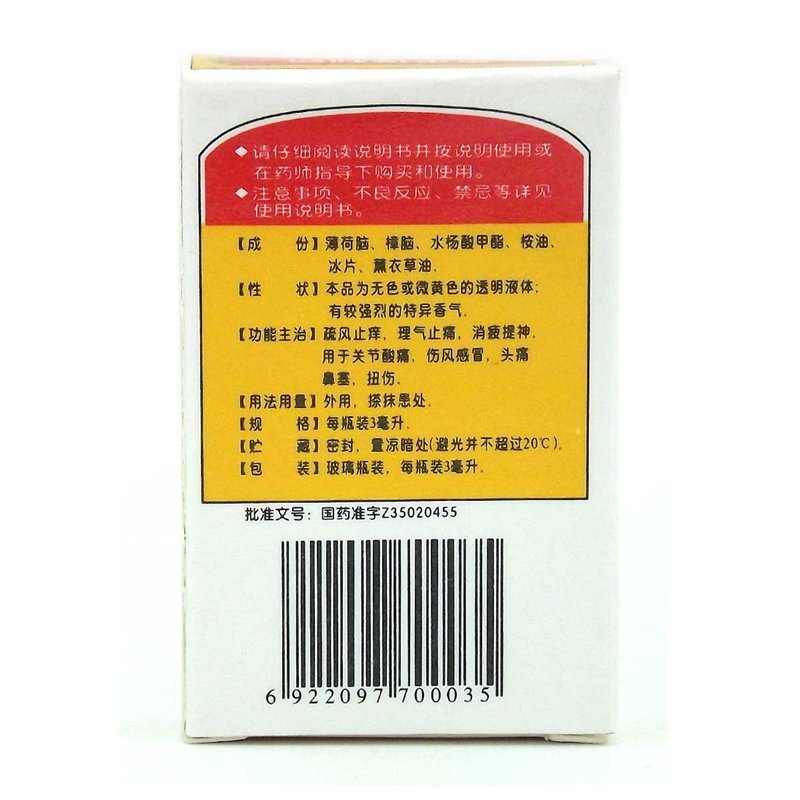 ◆请仔细阅读说明书并按说明使用或
在药师指导下购买和使用。
◆注意事项、不良反应、禁忌等详见
使用说明书。
【成 份】薄荷脑、樟脑、水杨酸甲酯、桉油、
冰片、薰衣草油.
【性 状】本品为无色或微黄色的透明液体;
有较强烈的特异香气.
【功能主治】疏风止痒, 理气止痛, 消疲提神.
用于关节酸痛, 伤风感冒, 头痛
鼻塞, 扭伤.
【用法用量】外用, 搽抹患处.
【规 格】每瓶装3毫升.
【贮 藏】密封, 置凉暗处(避光并不超过20℃).
【包 装】玻璃瓶装, 每瓶装3毫升.
批准文号: 国药准字Z35020455
6 922097 700035